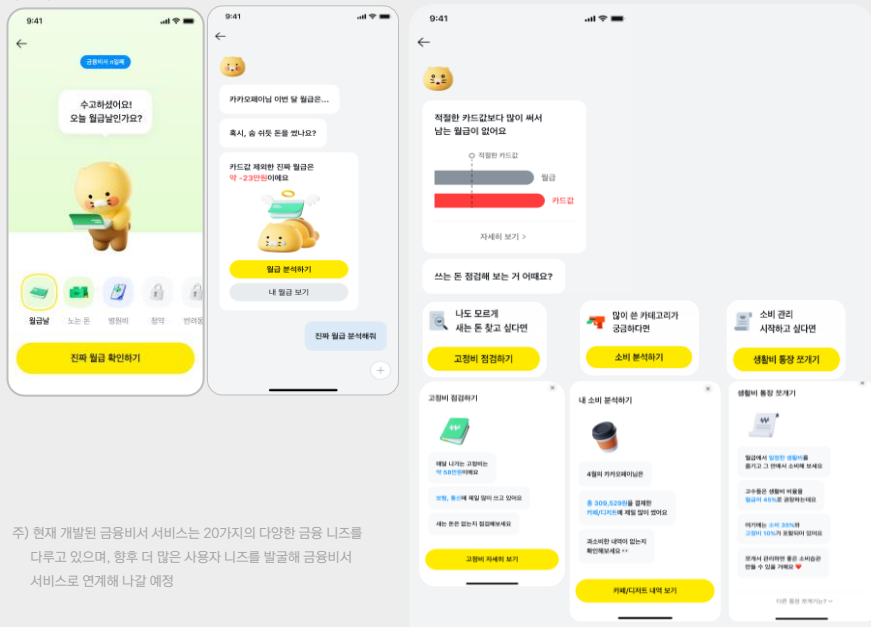 9:41
금융비서 n일째
수고하셨어요!
오늘 월급날인가요?
월급날
노는 돈
병원비
청약
반려동
진짜 월급 확인하기
9:41
카카오페이님 이번 달 월급은...
혹시, 숨 쉬듯 돈을 썼나요?
카드값 제외한 진짜 월급은
약 -23만원이에요
월급 분석하기
내 월급 보기
진짜 월급 분석해줘
9:41
적절한 카드값보다 많이 써서
남는 월급이 없어요
적절한 카드값
월급
카드값
자세히 보기 >
쓰는 돈 점검해 보는 거 어때요?
나도 모르게
새는 돈 찾고 싶다면
고정비 점검하기
많이 쓴 카테고리가
궁금하다면
소비 분석하기
소비 관리
시작하고 싶다면
생활비 통장 쪼개기
고정비 점검하기
매달 나가는 고정비는
약 58만원이에요
보험, 통신에 제일 많이 쓰고 있어요
새는 돈은 없는지 점검해보세요
고정비 자세히 보기
내 소비 분석하기
4월의 카카오페이님은
총 309,529원을 결제한
카페/디저트에 제일 많이 썼어요
과소비한 내역이 없는지
확인해보세요 👀
카페/디저트 내역 보기
생활비 통장 쪼개기
월급에서 일정한 생활비를
옮기고 그 안에서 소비해 보세요
고수들은 생활비 비율을
월급의 45%로 권장하는데요
여기에는 소비 35%와
고정비 10%가 포함되어 있어요
쪼개서 관리하면 좋은 소비습관
만들 수 있을 거예요 ❤️
다른 통장 쪼개기는?
주) 현재 개발된 금융비서 서비스는 20가지의 다양한 금융 니즈를
다루고 있으며, 향후 더 많은 사용자 니즈를 발굴해 금융비서
서비스로 연계해 나갈 예정